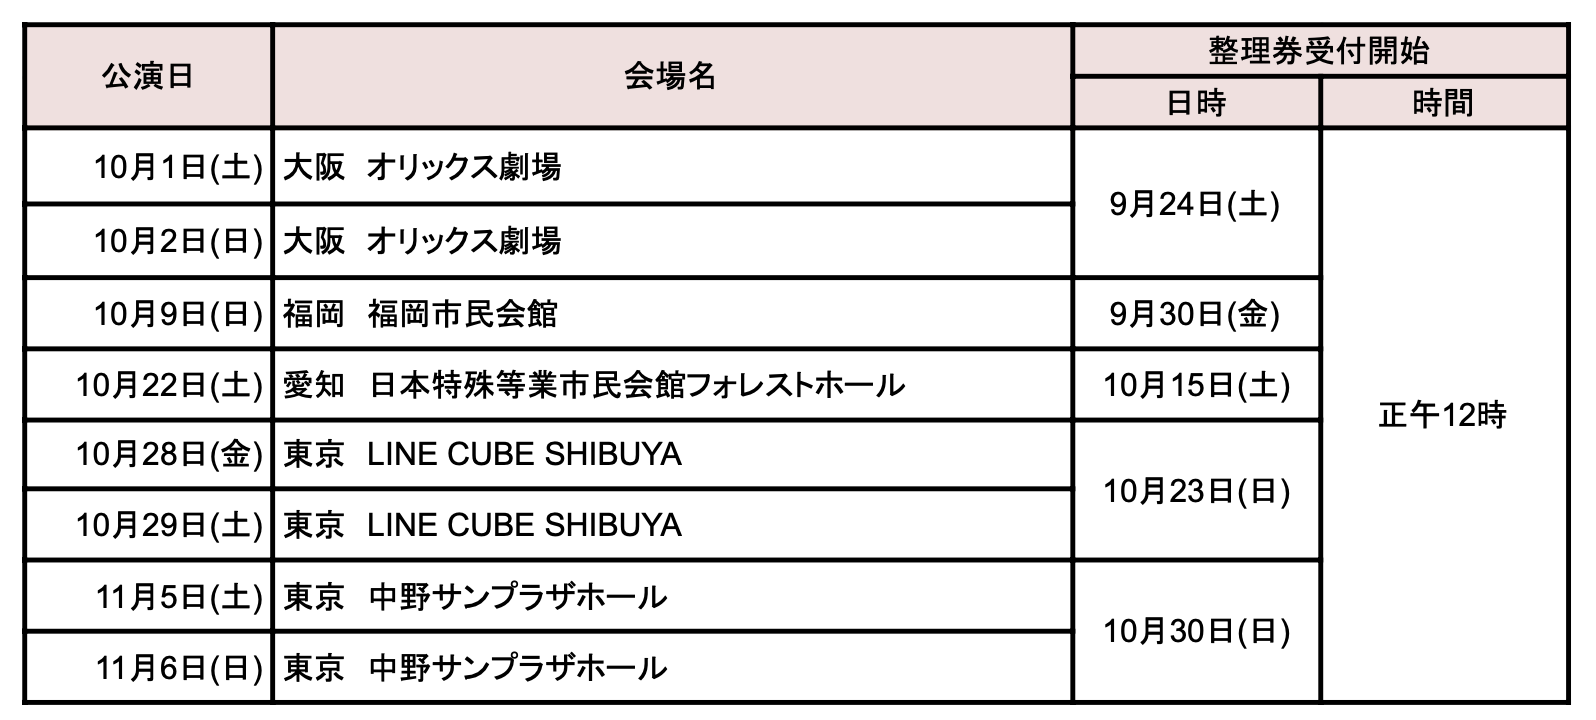 公演日 会場名 整理券受付開始
日時 時間
10月1日(土) 大阪　オリックス劇場 9月24日(土)
10月2日(日) 大阪　オリックス劇場
10月9日(日) 福岡　福岡市民会館 9月30日(金)
10月22日(土) 愛知　日本特殊等業市民会館フォレストホール 10月15日(土)
正午12時
10月28日(金) 東京　LINE CUBE SHIBUYA 10月23日(日)
10月29日(土) 東京　LINE CUBE SHIBUYA
11月5日(土) 東京　中野サンプラザホール 10月30日(日)
11月6日(日) 東京　中野サンプラザホール